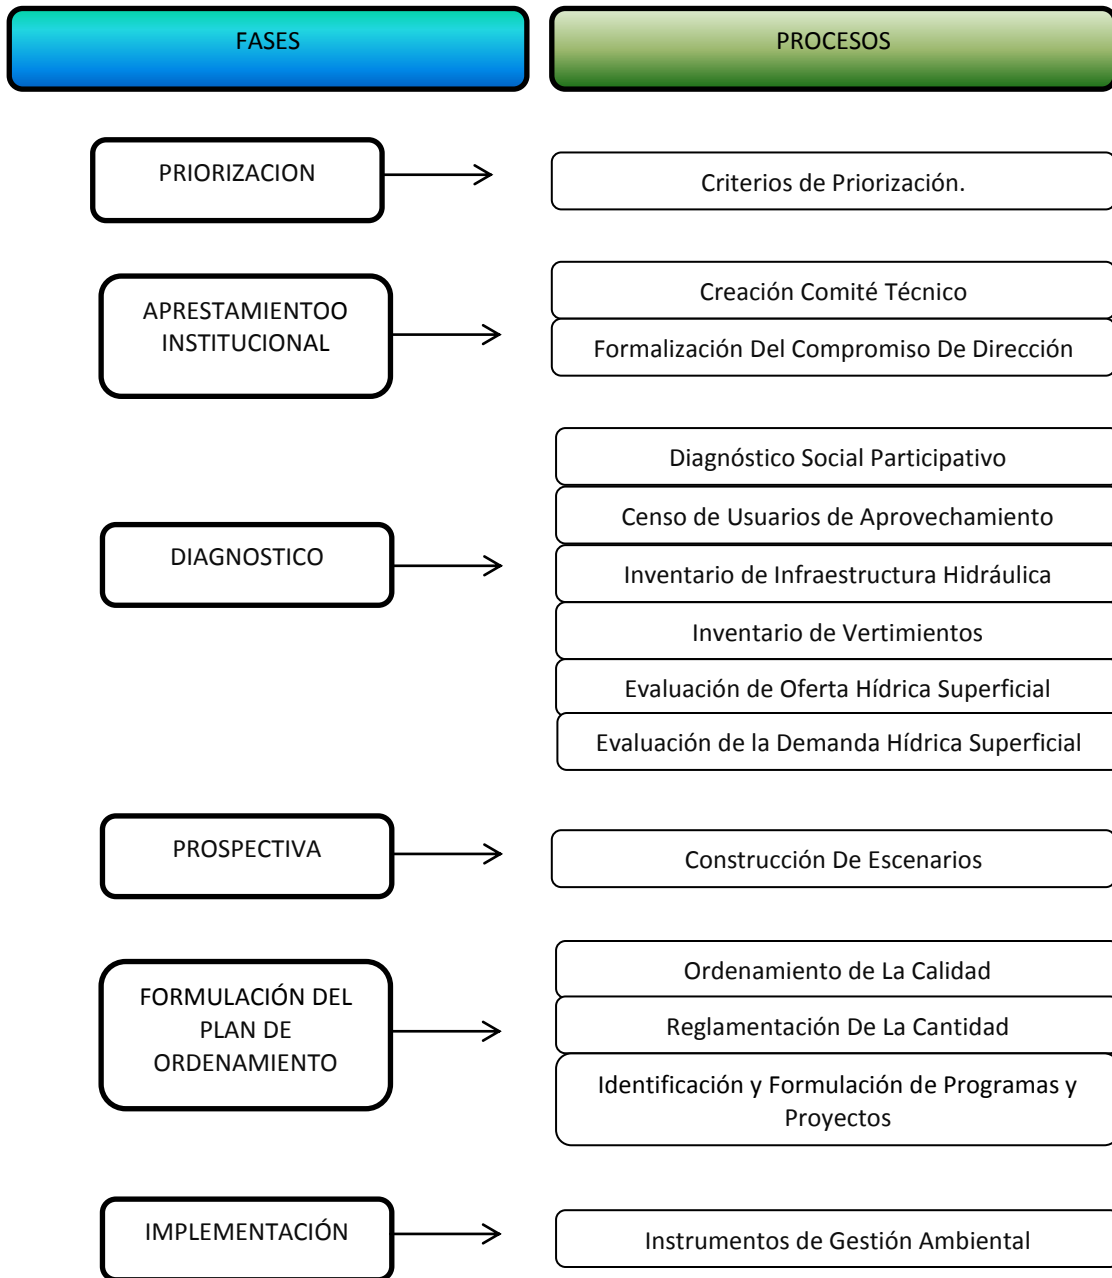 FASES
PROCESOS
PRIORIZACION
Criterios de Priorización.
APRESTAMIENTOO
INSTITUCIONAL
Creación Comité Técnico
Formalización Del Compromiso De Dirección
DIAGNOSTICO
Diagnóstico Social Participativo
Censo de Usuarios de Aprovechamiento
Inventario de Infraestructura Hidráulica
Inventario de Vertimientos
Evaluación de Oferta Hídrica Superficial
Evaluación de la Demanda Hídrica Superficial
PROSPECTIVA
Construcción De Escenarios
FORMULACIÓN DEL
PLAN DE
ORDENAMIENTO
Ordenamiento de La Calidad
Reglamentación De La Cantidad
Identificación y Formulación de Programas y
Proyectos
IMPLEMENTACIÓN
Instrumentos de Gestión Ambiental